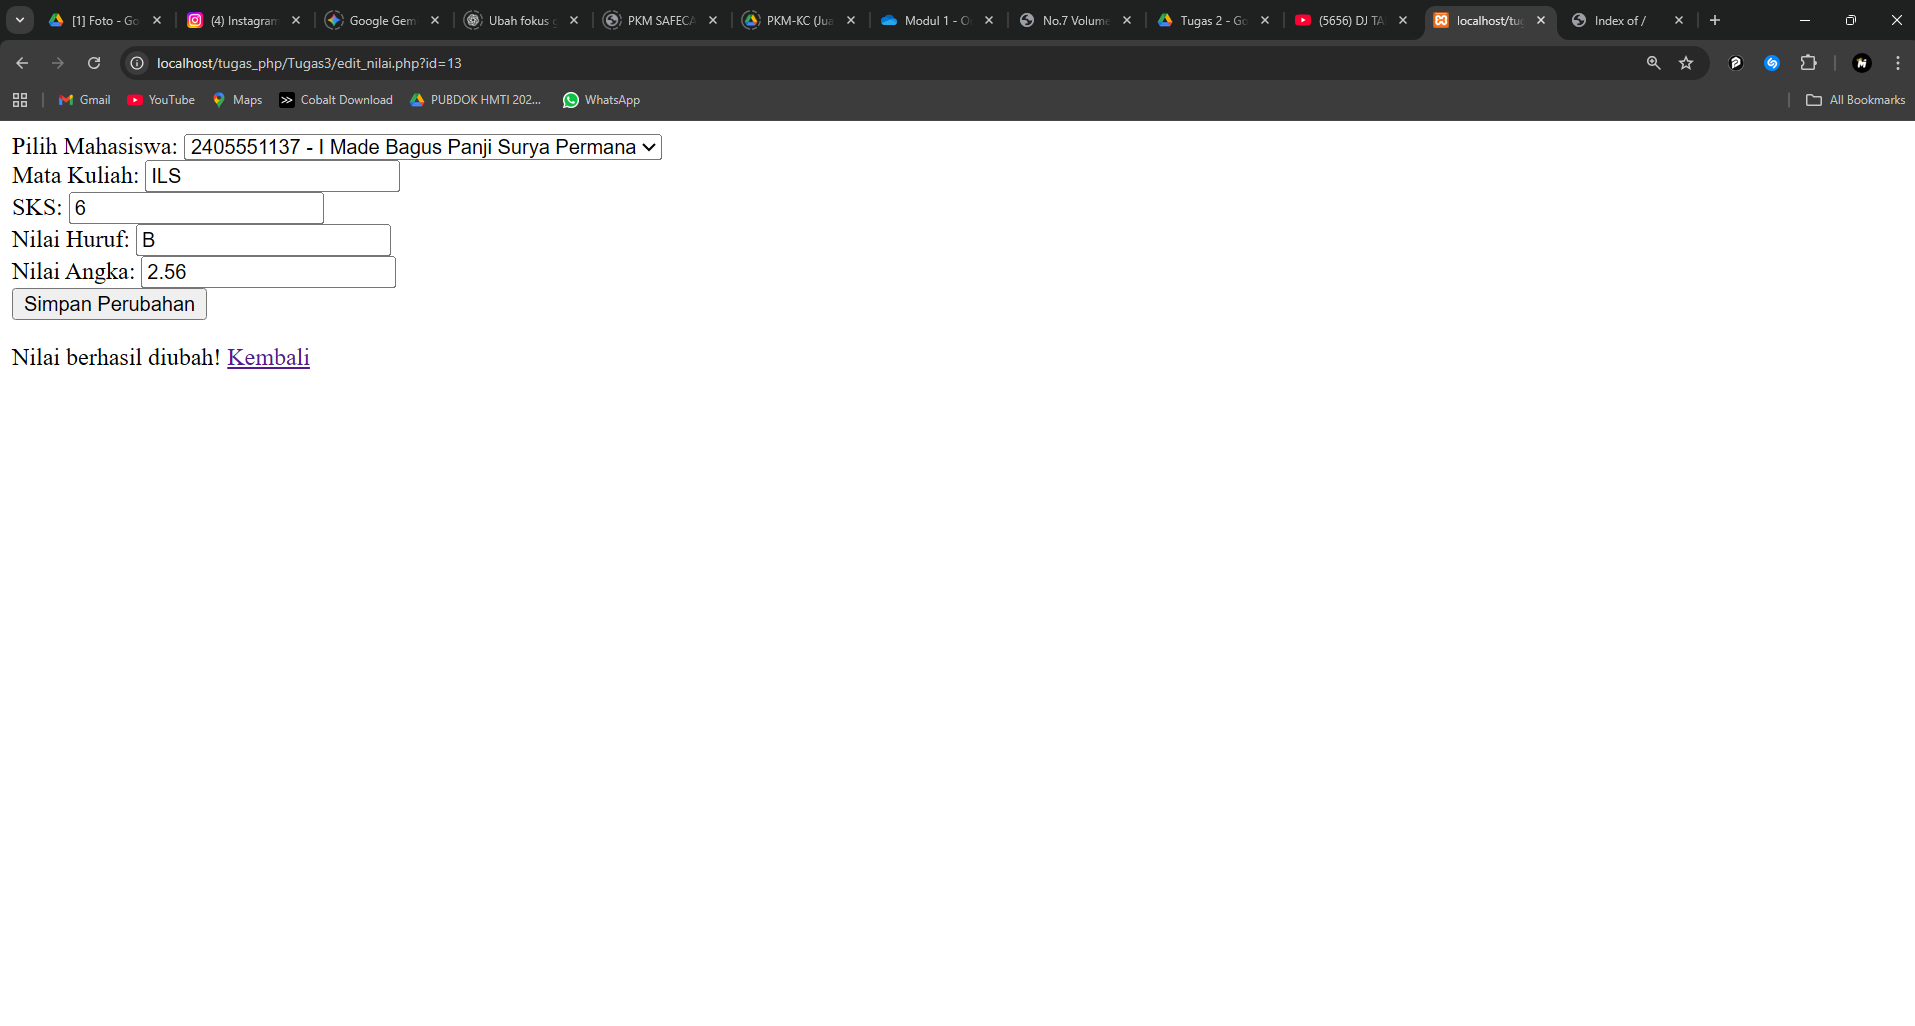 [1] Foto - Go
(4) Instagram
Google Gem
Ubah fokus g
PKM SAFECA
PKM-KC (Jua
Modul 1 - O
No.7 Volume
Tugas 2 - Go
(5656) DJ TA
localhost/tug
Index of /
localhost/tugas_php/Tugas3/edit_nilai.php?id=13
Gmail
YouTube
Maps
Cobalt Download
PUBDOK HMTI 202...
WhatsApp
All Bookmarks
Pilih Mahasiswa: 2405551137 - I Made Bagus Panji Surya Permana
Mata Kuliah: ILS
SKS: 6
Nilai Huruf: B
Nilai Angka: 2.56
Simpan Perubahan
Nilai berhasil diubah! Kembali